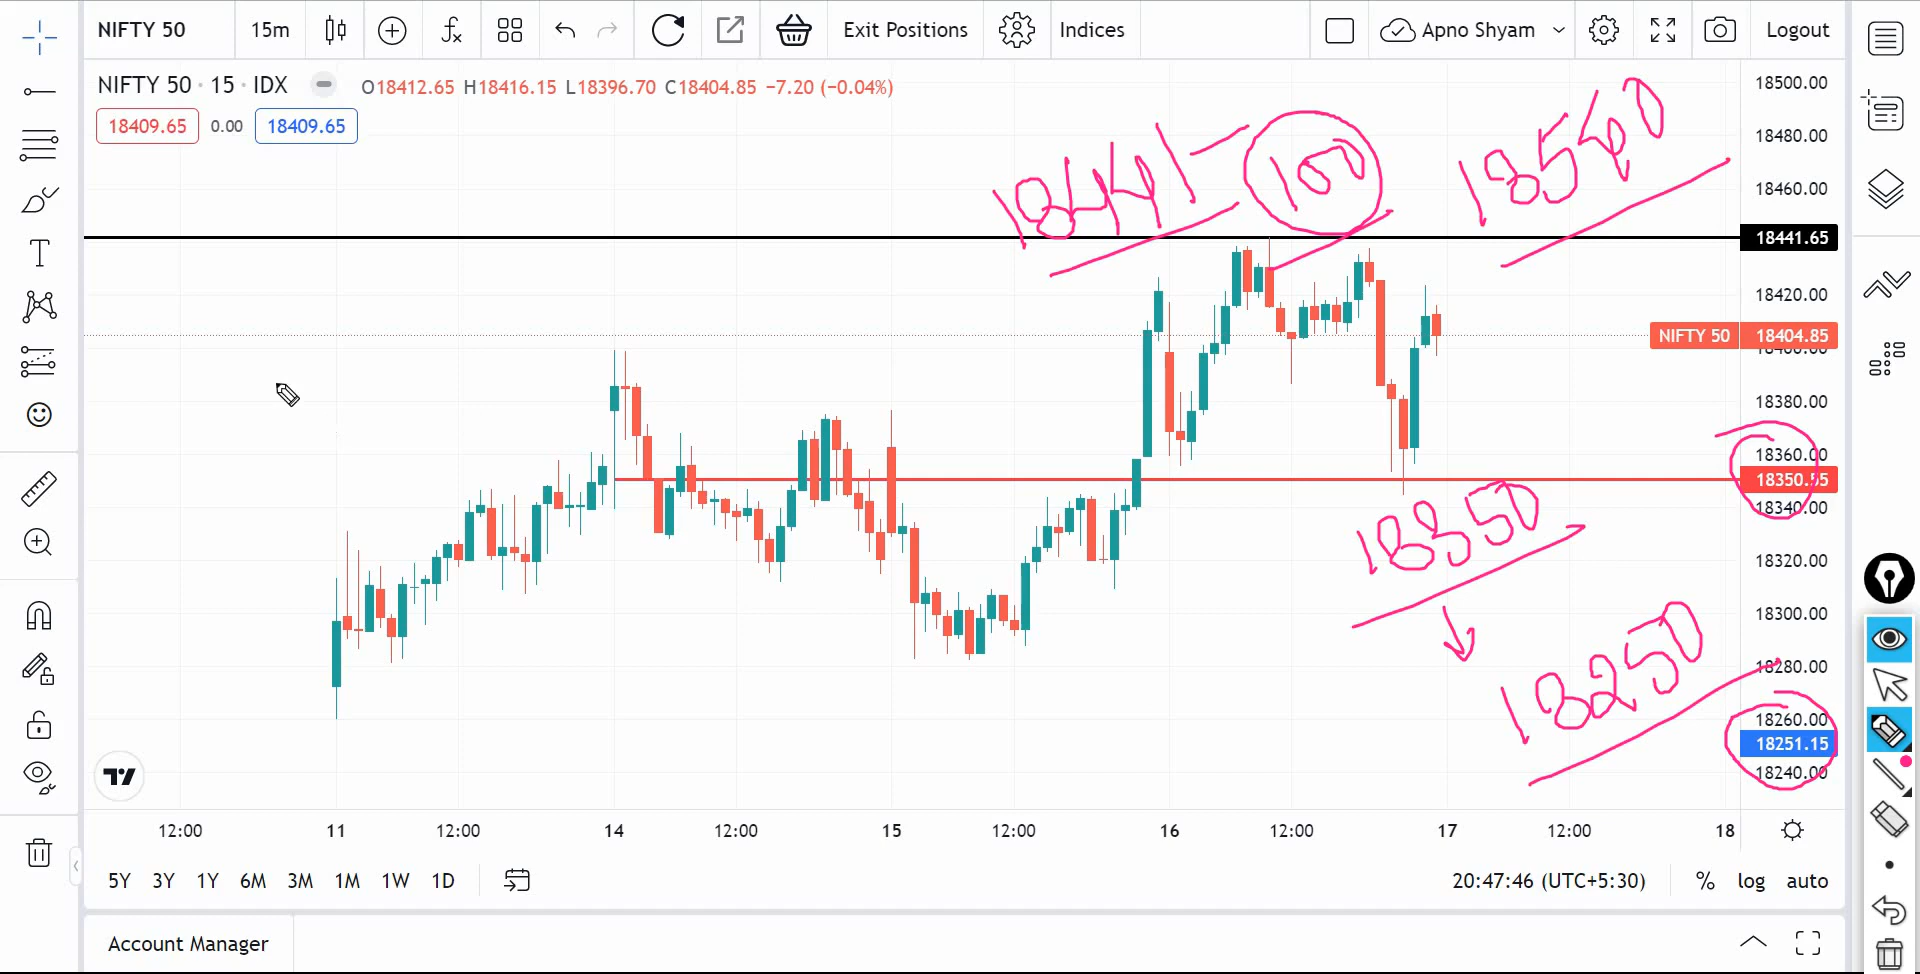 NIFTY 50 15m Exit Positions Indices Apno Shyam Logout
NIFTY 50 · 15 · IDX O18412.65 H18416.15 L18396.70 C18404.85 −7.20 (−0.04%)
18409.65 0.00 18409.65
18500.00
18480.00
18460.00
18441.65
18420.00
NIFTY 50 18404.85
18400.00
18380.00
18360.00
18350.55
18340.00
18320.00
18300.00
18280.00
18260.00
18251.15
18240.00
18441 - 100
18540
18350
18250
12:00 11 12:00 14 12:00 15 12:00 16 12:00 17 12:00 18
5Y 3Y 1Y 6M 3M 1M 1W 1D 20:47:46 (UTC+5:30) % log auto
Account Manager